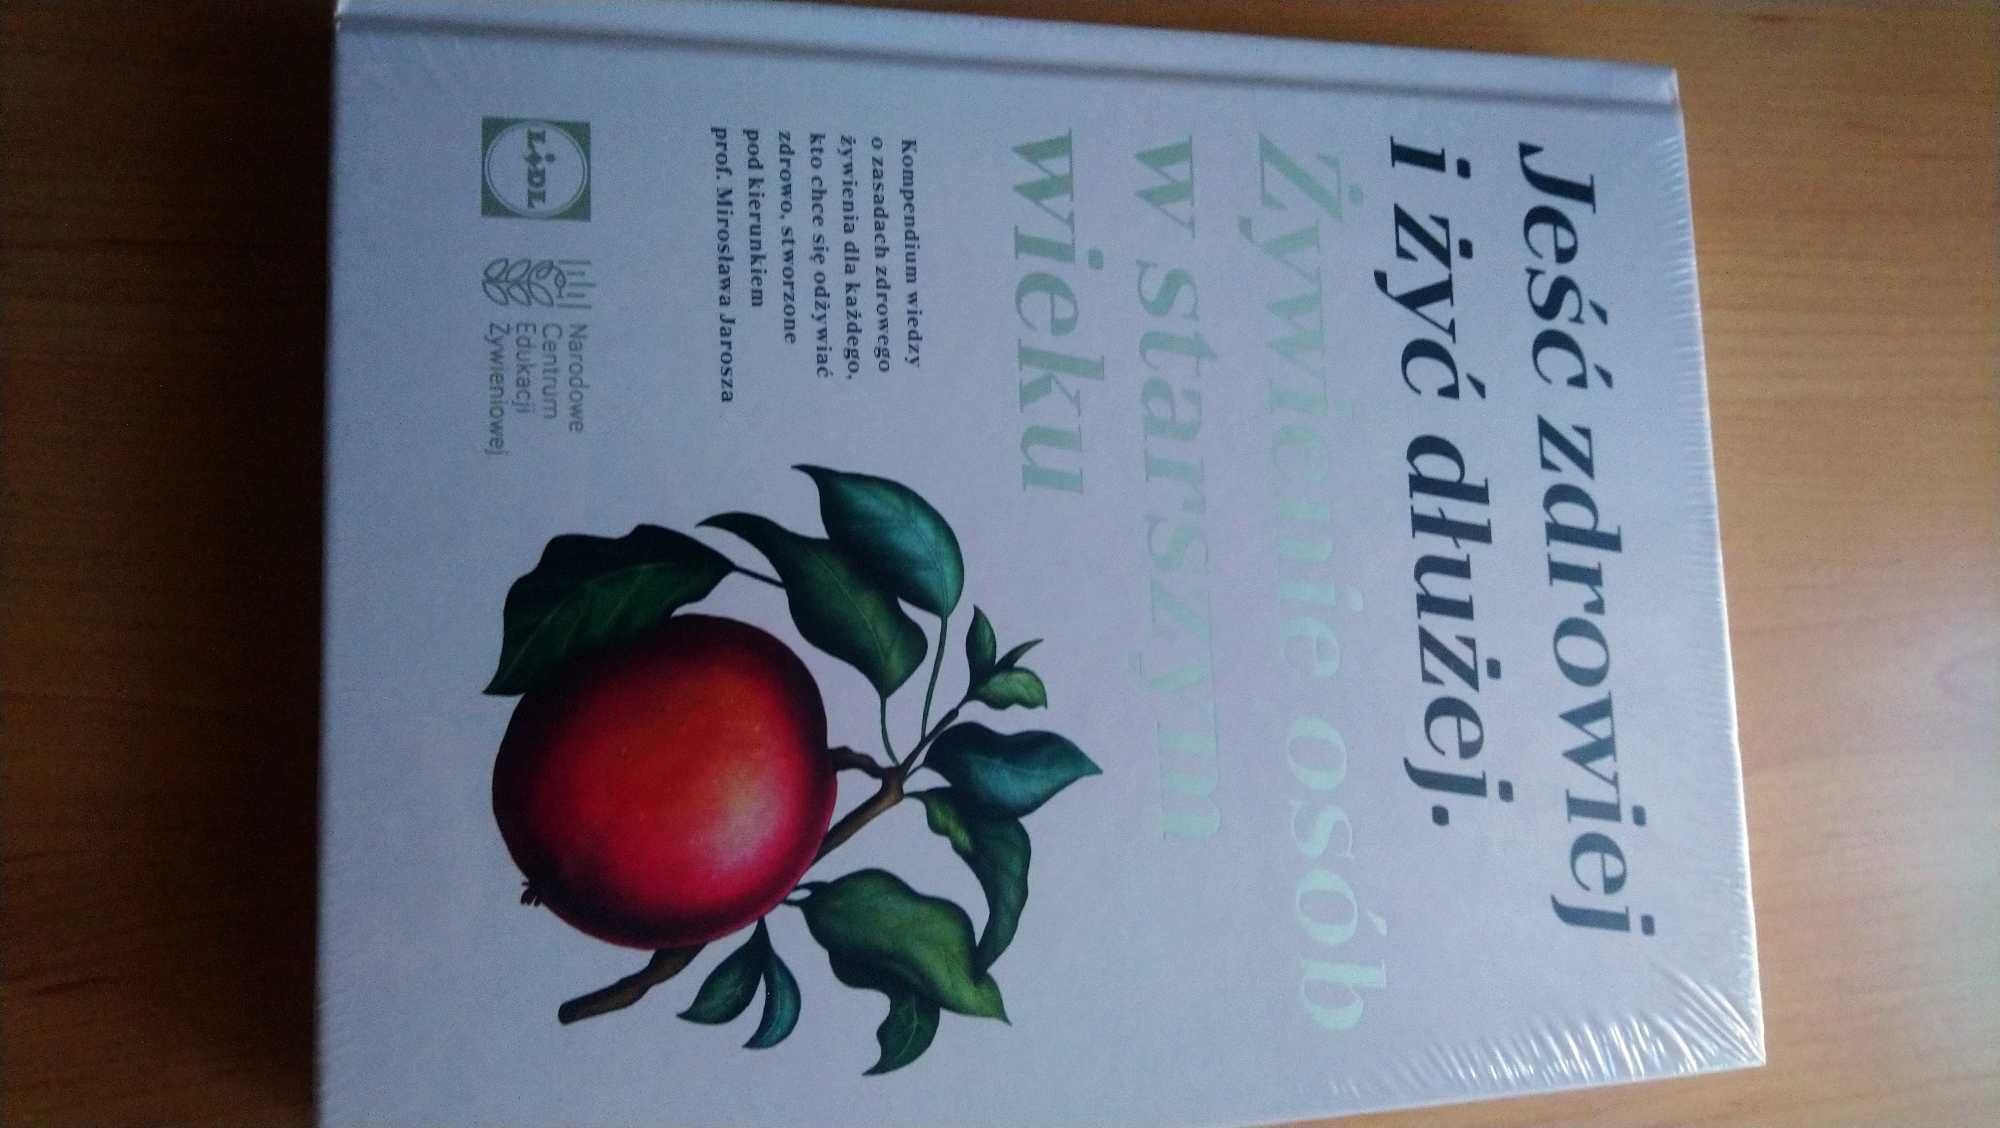 Jeść zdrowiej
i żyć dłużej.
Żywienie osób
w starszym
wieku
Kompendium wiedzy
o zasadach zdrowego
żywienia dla każdego,
kto chce się odżywiać
zdrowo, stworzone
pod kierunkiem
prof. Mirosława Jarosza
LIDL
Narodowe
Centrum
Edukacji
Żywieniowej